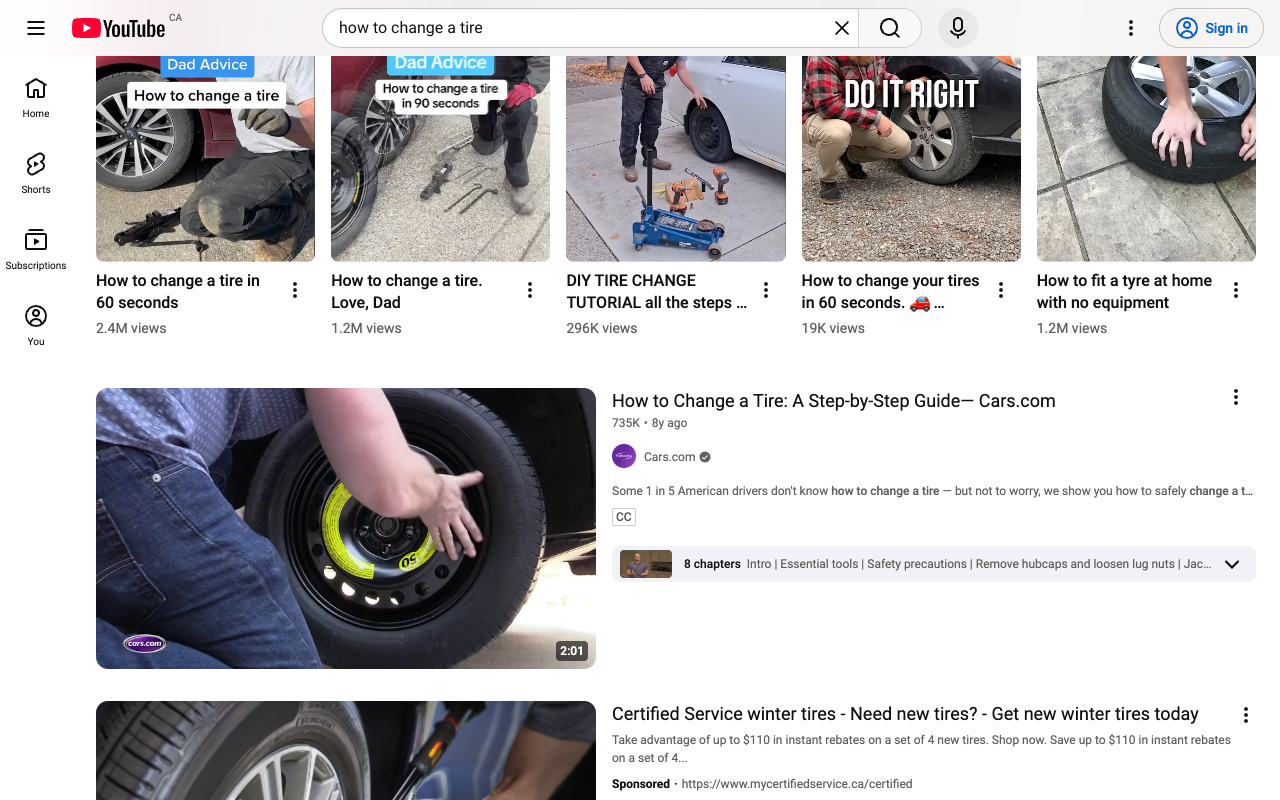 YouTube CA
how to change a tire
Sign in
Home
Shorts
Subscriptions
You
Dad Advice
How to change a tire
Dad Advice
How to change a tire
in 90 seconds
DO IT RIGHT
How to change a tire in
60 seconds
2.4M views
How to change a tire.
Love, Dad
1.2M views
DIY TIRE CHANGE
TUTORIAL all the steps ...
296K views
How to change your tires
in 60 seconds. 🚗 ...
19K views
How to fit a tyre at home
with no equipment
1.2M views
50
cars.com
2:01
How to Change a Tire: A Step-by-Step Guide— Cars.com
735K • 8y ago
Cars.com
Some 1 in 5 American drivers don't know how to change a tire — but not to worry, we show you how to safely change a t...
CC
8 chapters Intro | Essential tools | Safety precautions | Remove hubcaps and loosen lug nuts | Jac...
Certified Service winter tires - Need new tires? - Get new winter tires today
Take advantage of up to $110 in instant rebates on a set of 4 new tires. Shop now. Save up to $110 in instant rebates
on a set of 4...
Sponsored · https://www.mycertifiedservice.ca/certified